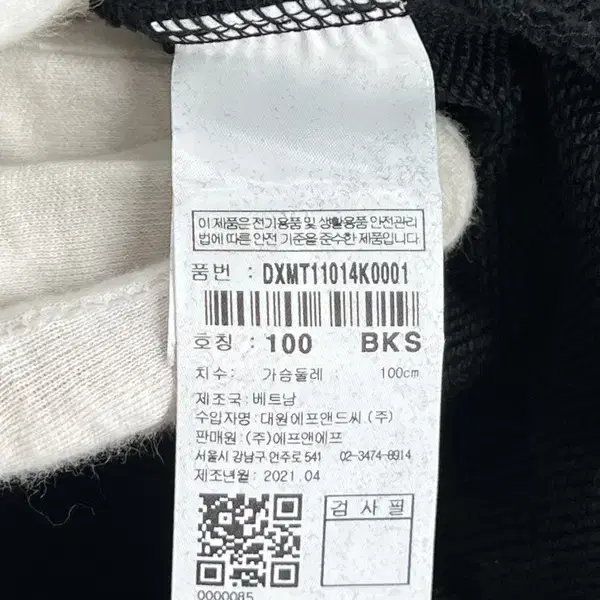 이 제품은 전기용품 및 생활용품 안전관리
법에 따른 안전 기준을 준수한 제품입니다
품번 : DXMT11014K0001
호칭 : 100 BKS
치수: 가슴둘레 : 100cm
제조국: 베트남
수입자명: 대원에프앤드씨.(주)
판매원: (주)에프앤에프
서울시 강남구 언주로 541 02-3474-8914
제조년월: 2021.04
검사필
0000085